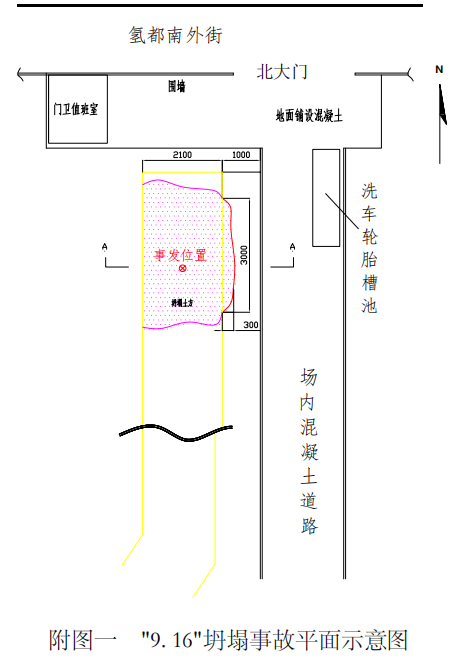 氢都南外街
北大门
N
围墙
门卫值班室
地面铺设混凝土
2100
1000
洗车轮胎槽池
A
事发位置
A
3000
坍塌土方
300
场内混凝土道路
附图一 "9.16"坍塌事故平面示意图